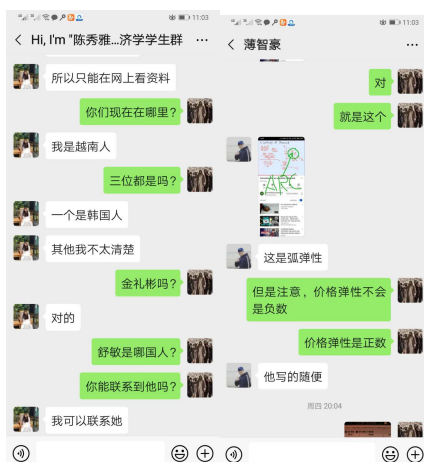 11:03
Hi, I'm "陈秀雅...济学学生群
所以只能在网上看资料
你们现在在哪里?
我是越南人
三位都是吗?
一个是韩国人
其他我不太清楚
金礼彬吗?
对的
舒敏是哪国人?
你能联系到他吗?
我可以联系她
11:03
薄智豪
对
就是这个
ARC
这是弧弹性
但是注意，价格弹性不会
是负数
价格弹性是正数
他写的随便
周四 20:04